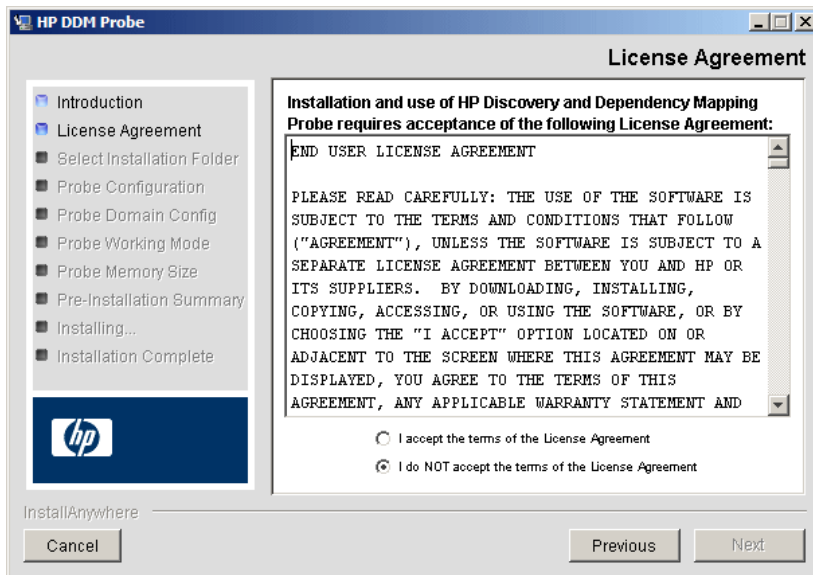 HP DDM Probe
License Agreement
Introduction
License Agreement
Select Installation Folder
Probe Configuration
Probe Domain Config
Probe Working Mode
Probe Memory Size
Pre-Installation Summary
Installing...
Installation Complete
hp
Installation and use of HP Discovery and Dependency Mapping
Probe requires acceptance of the following License Agreement:
END USER LICENSE AGREEMENT
PLEASE READ CAREFULLY: THE USE OF THE SOFTWARE IS
SUBJECT TO THE TERMS AND CONDITIONS THAT FOLLOW
("AGREEMENT"), UNLESS THE SOFTWARE IS SUBJECT TO A
SEPARATE LICENSE AGREEMENT BETWEEN YOU AND HP OR
ITS SUPPLIERS.  BY DOWNLOADING, INSTALLING,
COPYING, ACCESSING, OR USING THE SOFTWARE, OR BY
CHOOSING THE "I ACCEPT" OPTION LOCATED ON OR
ADJACENT TO THE SCREEN WHERE THIS AGREEMENT MAY BE
DISPLAYED, YOU AGREE TO THE TERMS OF THIS
AGREEMENT, ANY APPLICABLE WARRANTY STATEMENT AND
I accept the terms of the License Agreement
I do NOT accept the terms of the License Agreement
InstallAnywhere
Cancel
Previous
Next